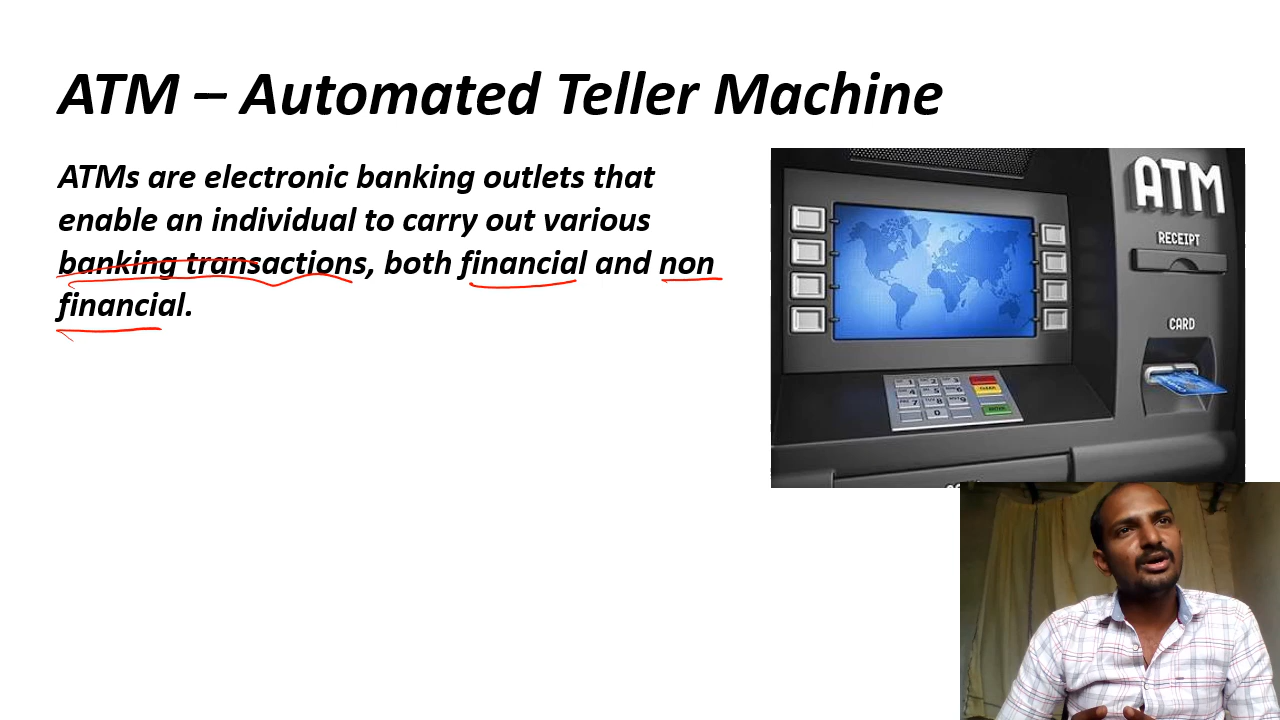 ATM – Automated Teller Machine
ATMs are electronic banking outlets that
enable an individual to carry out various
banking transactions, both financial and non
financial.
ATM
RECEIPT
CARD